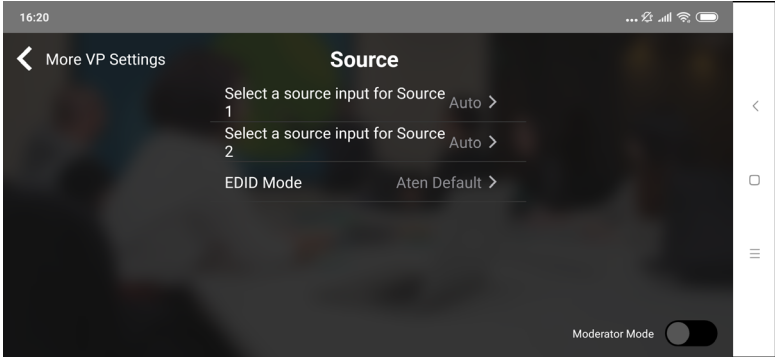 16:20
More VP Settings
Source
Select a source input for Source
1
Auto
Select a source input for Source
2
Auto
EDID Mode
Aten Default
Moderator Mode